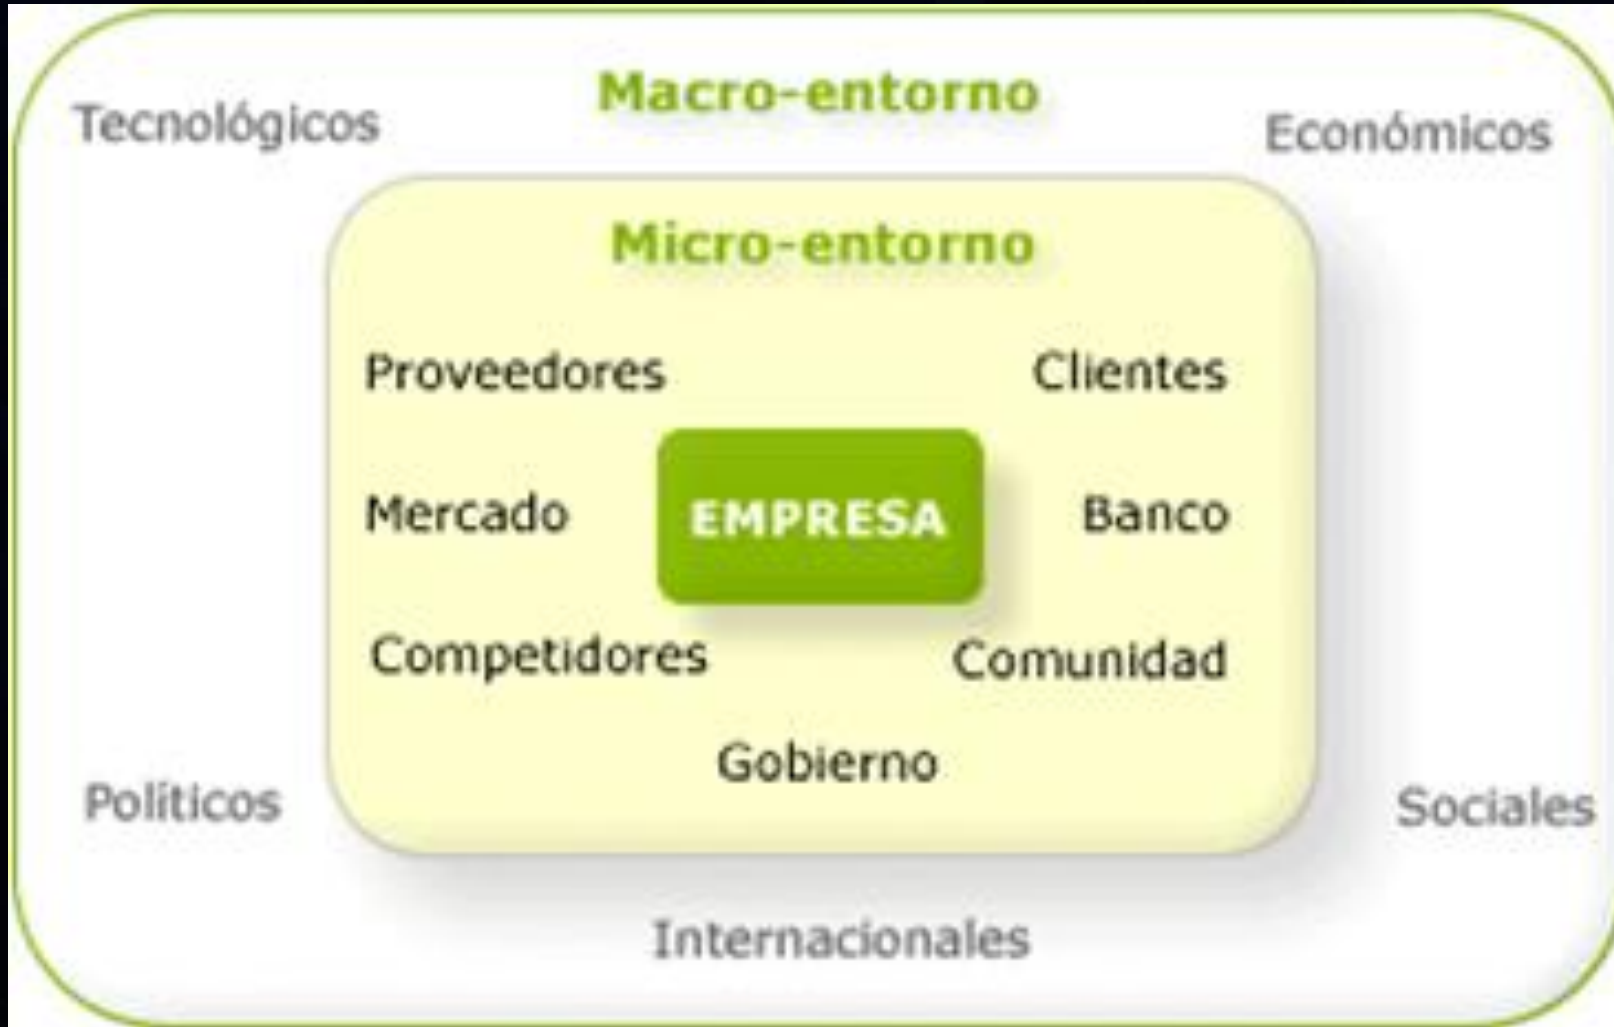 Macro-entorno
Tecnológicos
Económicos
Micro-entorno
Proveedores
Clientes
Mercado
EMPRESA
Banco
Competidores
Comunidad
Gobierno
Políticos
Sociales
Internacionales